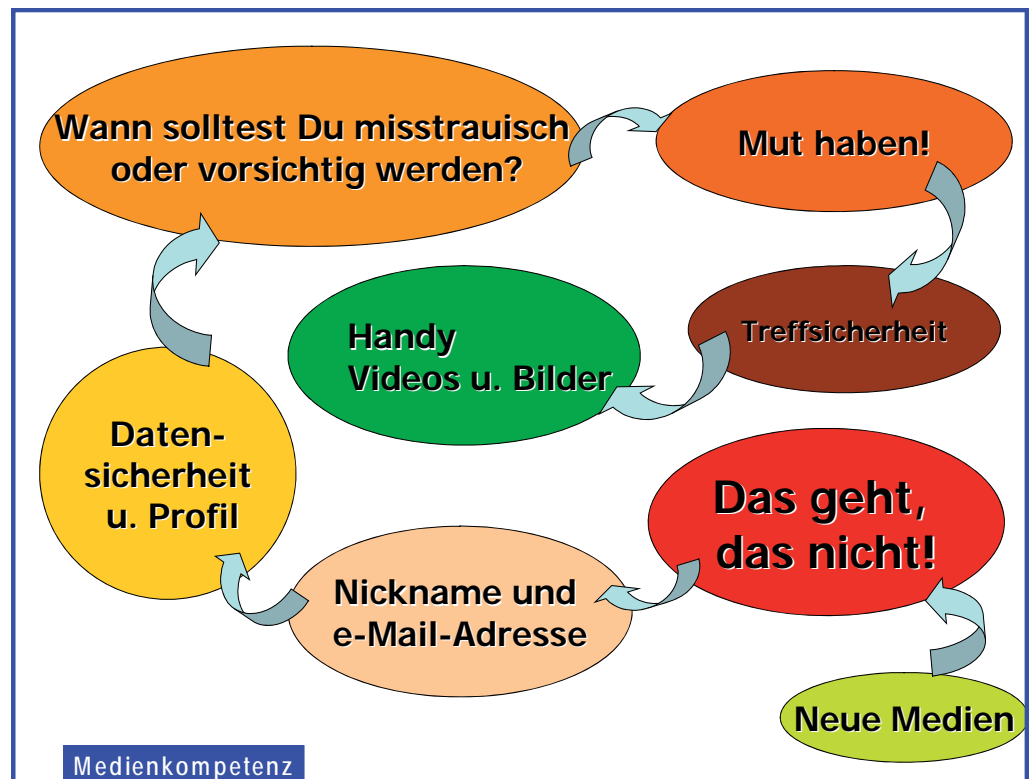 Wann solltest Du misstrauisch
oder vorsichtig werden?
Mut haben!
Treffsicherheit
Handy
Videos u. Bilder
Daten-
sicherheit
u. Profil
Das geht,
das nicht!
Nickname und
e-Mail-Adresse
Neue Medien
Medienkompetenz